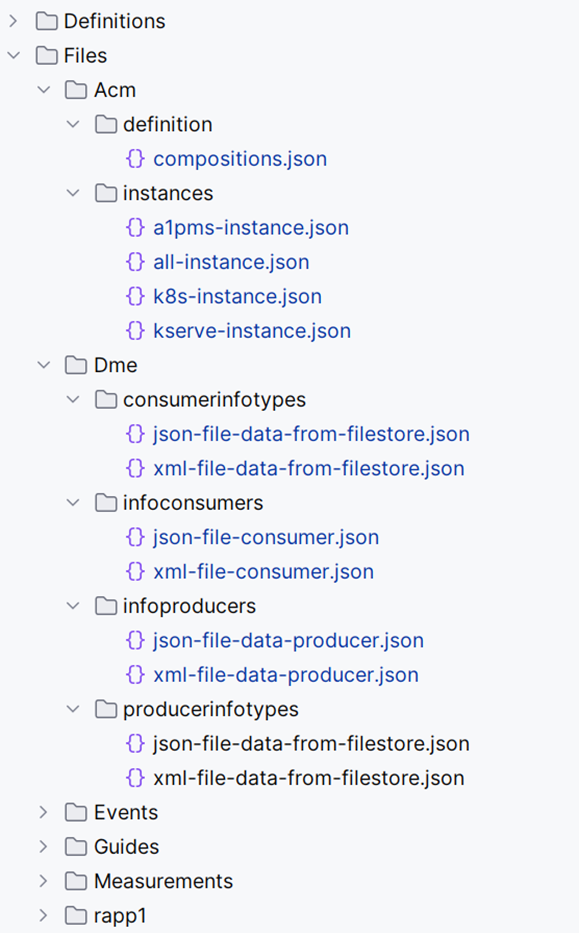 Definitions
Files
Acm
definition
{} compositions.json
instances
{} a1pms-instance.json
{} all-instance.json
{} k8s-instance.json
{} kserve-instance.json
Dme
consumerinfotypes
{} json-file-data-from-filestore.json
{} xml-file-data-from-filestore.json
infoconsumers
{} json-file-consumer.json
{} xml-file-consumer.json
infoproducers
{} json-file-data-producer.json
{} xml-file-data-producer.json
producerinfotypes
{} json-file-data-from-filestore.json
{} xml-file-data-from-filestore.json
Events
Guides
Measurements
rapp1